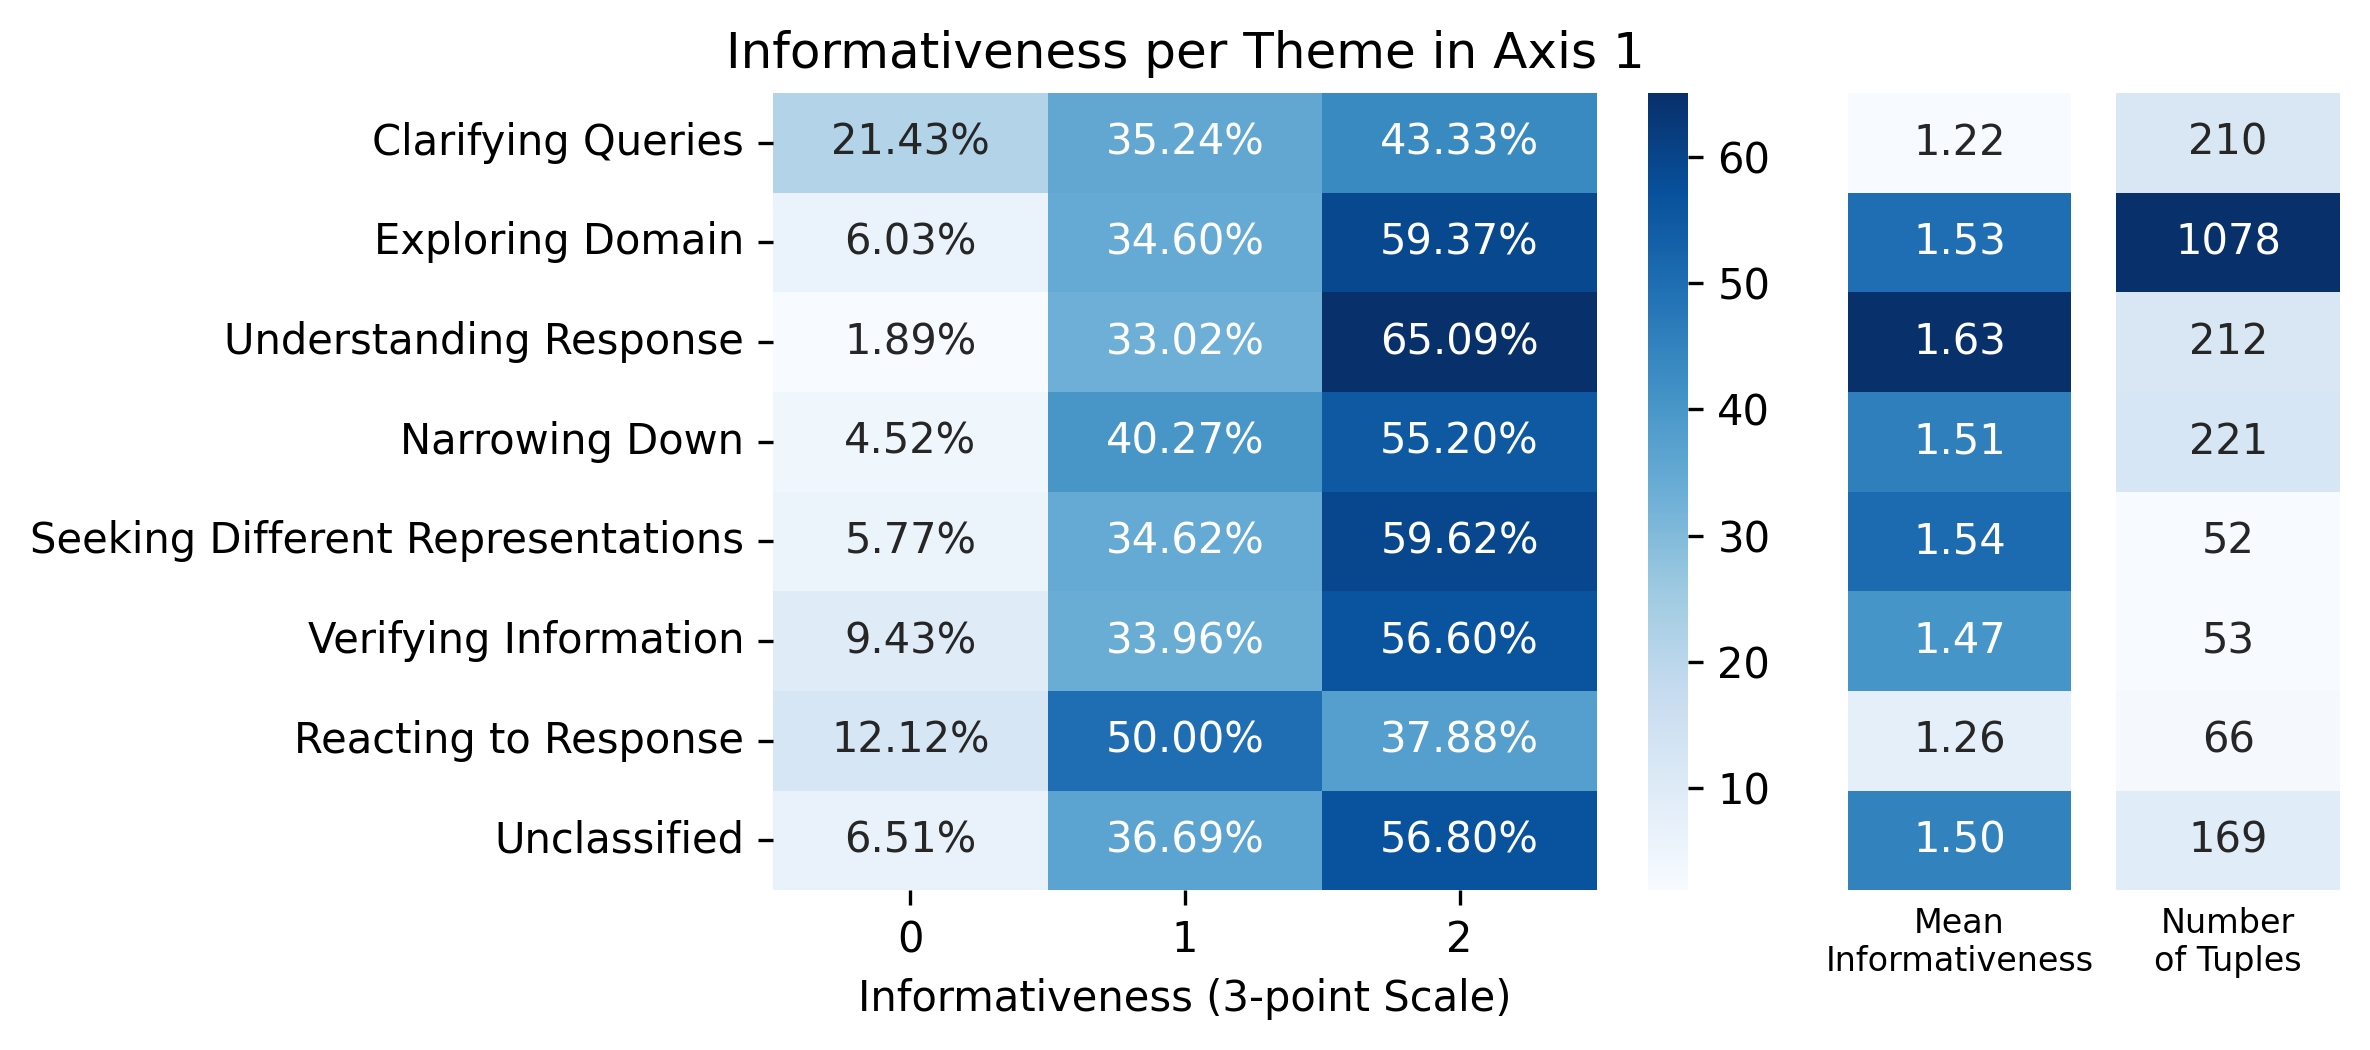 Informativeness per Theme in Axis 1
Clarifying Queries 21.43% 35.24% 43.33% 1.22 210
Exploring Domain 6.03% 34.60% 59.37% 1.53 1078
Understanding Response 1.89% 33.02% 65.09% 1.63 212
Narrowing Down 4.52% 40.27% 55.20% 1.51 221
Seeking Different Representations 5.77% 34.62% 59.62% 1.54 52
Verifying Information 9.43% 33.96% 56.60% 1.47 53
Reacting to Response 12.12% 50.00% 37.88% 1.26 66
Unclassified 6.51% 36.69% 56.80% 1.50 169
0 1 2
Informativeness (3-point Scale)
60
50
40
30
20
10
Mean
Informativeness
Number
of Tuples